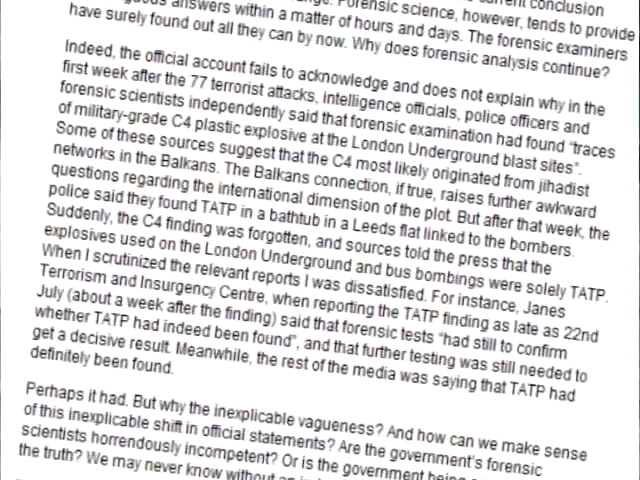 current conclusion
answers within a matter of hours and days. Forensic science, however, tends to provide
have surely found out all they can by now. Why does forensic analysis continue? The forensic examiners
Indeed, the official account fails to acknowledge and does not explain why in the
first week after the 77 terrorist attacks, intelligence officials, police officers and
forensic scientists independently said that forensic examination had found "traces
of military-grade C4 plastic explosive at the London Underground blast sites".
Some of these sources suggest that the C4 most likely originated from jihadist
networks in the Balkans. The Balkans connection, if true, raises further awkward
questions regarding the international dimension of the plot. But after that week, the
police said they found TATP in a bathtub in a Leeds flat linked to the bombers.
Suddenly, the C4 finding was forgotten, and sources told the press that the
explosives used on the London Underground and bus bombings were solely TATP.
When I scrutinized the relevant reports I was dissatisfied. For instance, Janes
Terrorism and Insurgency Centre, when reporting the TATP finding as late as 22nd
July (about a week after the finding) said that forensic tests "had still to confirm
whether TATP had indeed been found", and that further testing was still needed to
get a decisive result. Meanwhile, the rest of the media was saying that TATP had
definitely been found.
Perhaps it had. But why the inexplicable vagueness? And how can we make sense
of this inexplicable shift in official statements? Are the government's forensic
scientists horrendously incompetent? Or is the government being
the truth? We may never know without an